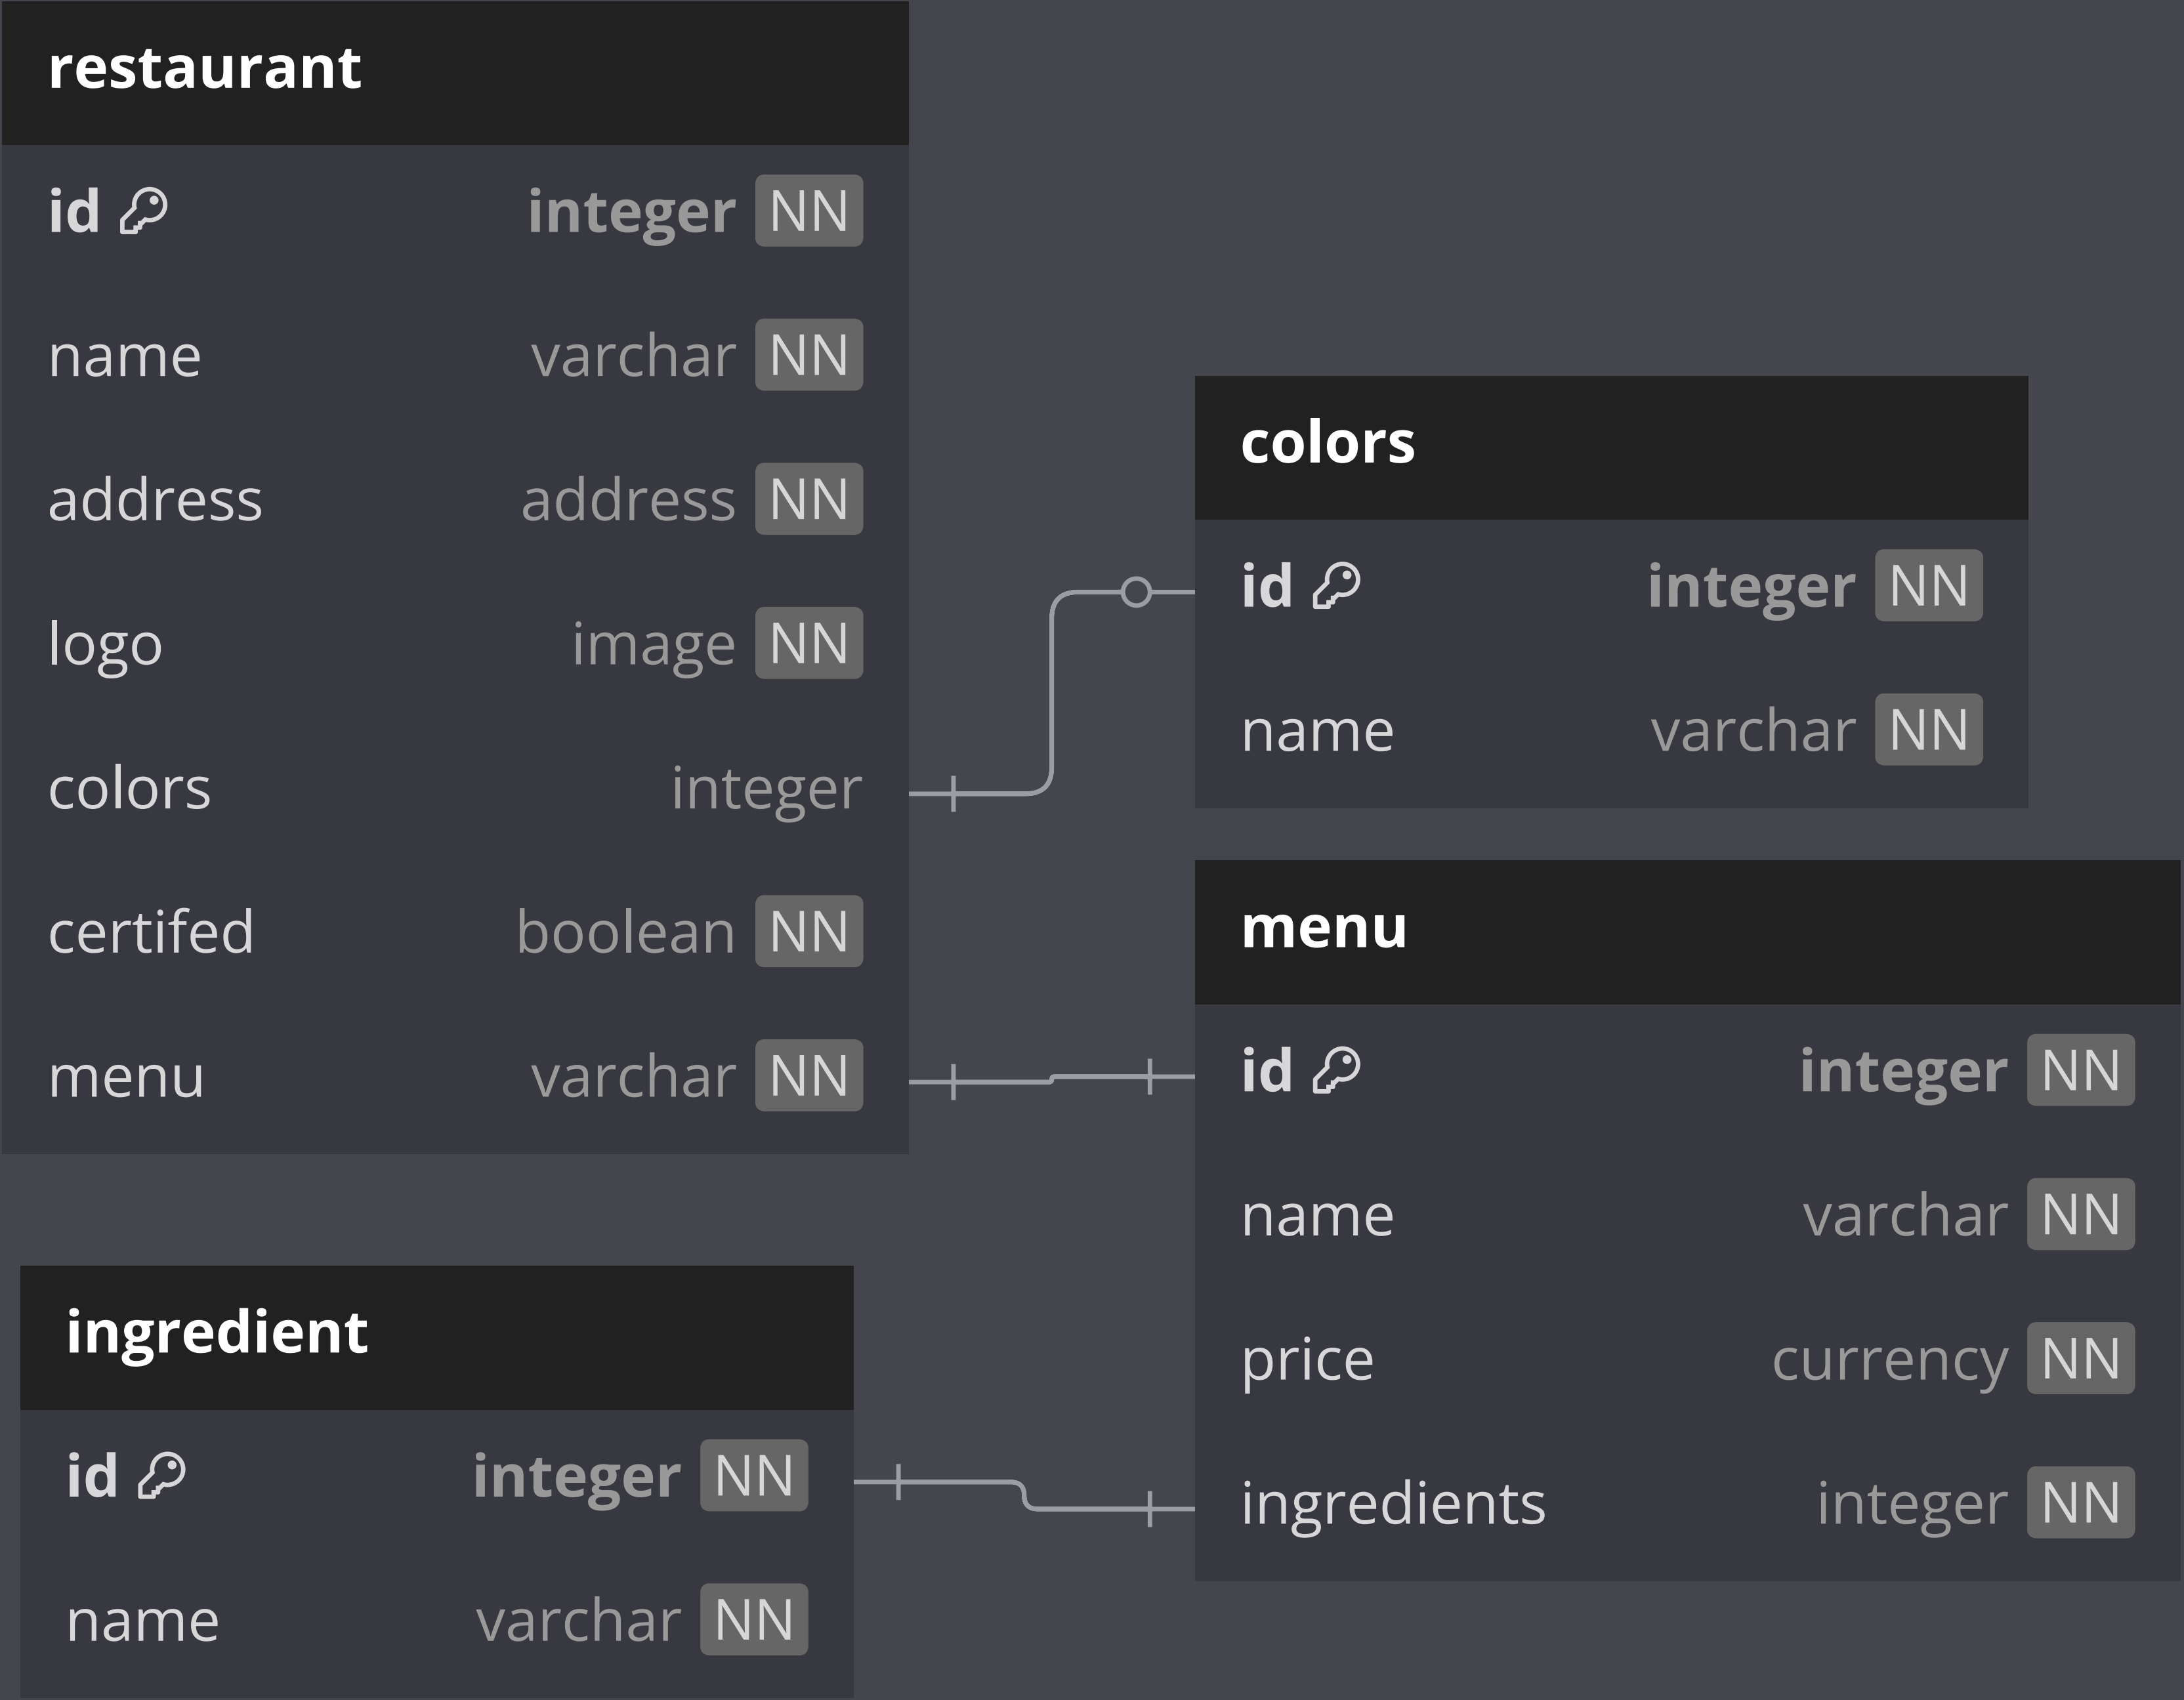 restaurant
id integer NN
name varchar NN
address address NN
logo image NN
colors integer
certifed boolean NN
menu varchar NN
colors
id integer NN
name varchar NN
menu
id integer NN
name varchar NN
price currency NN
ingredients integer NN
ingredient
id integer NN
name varchar NN